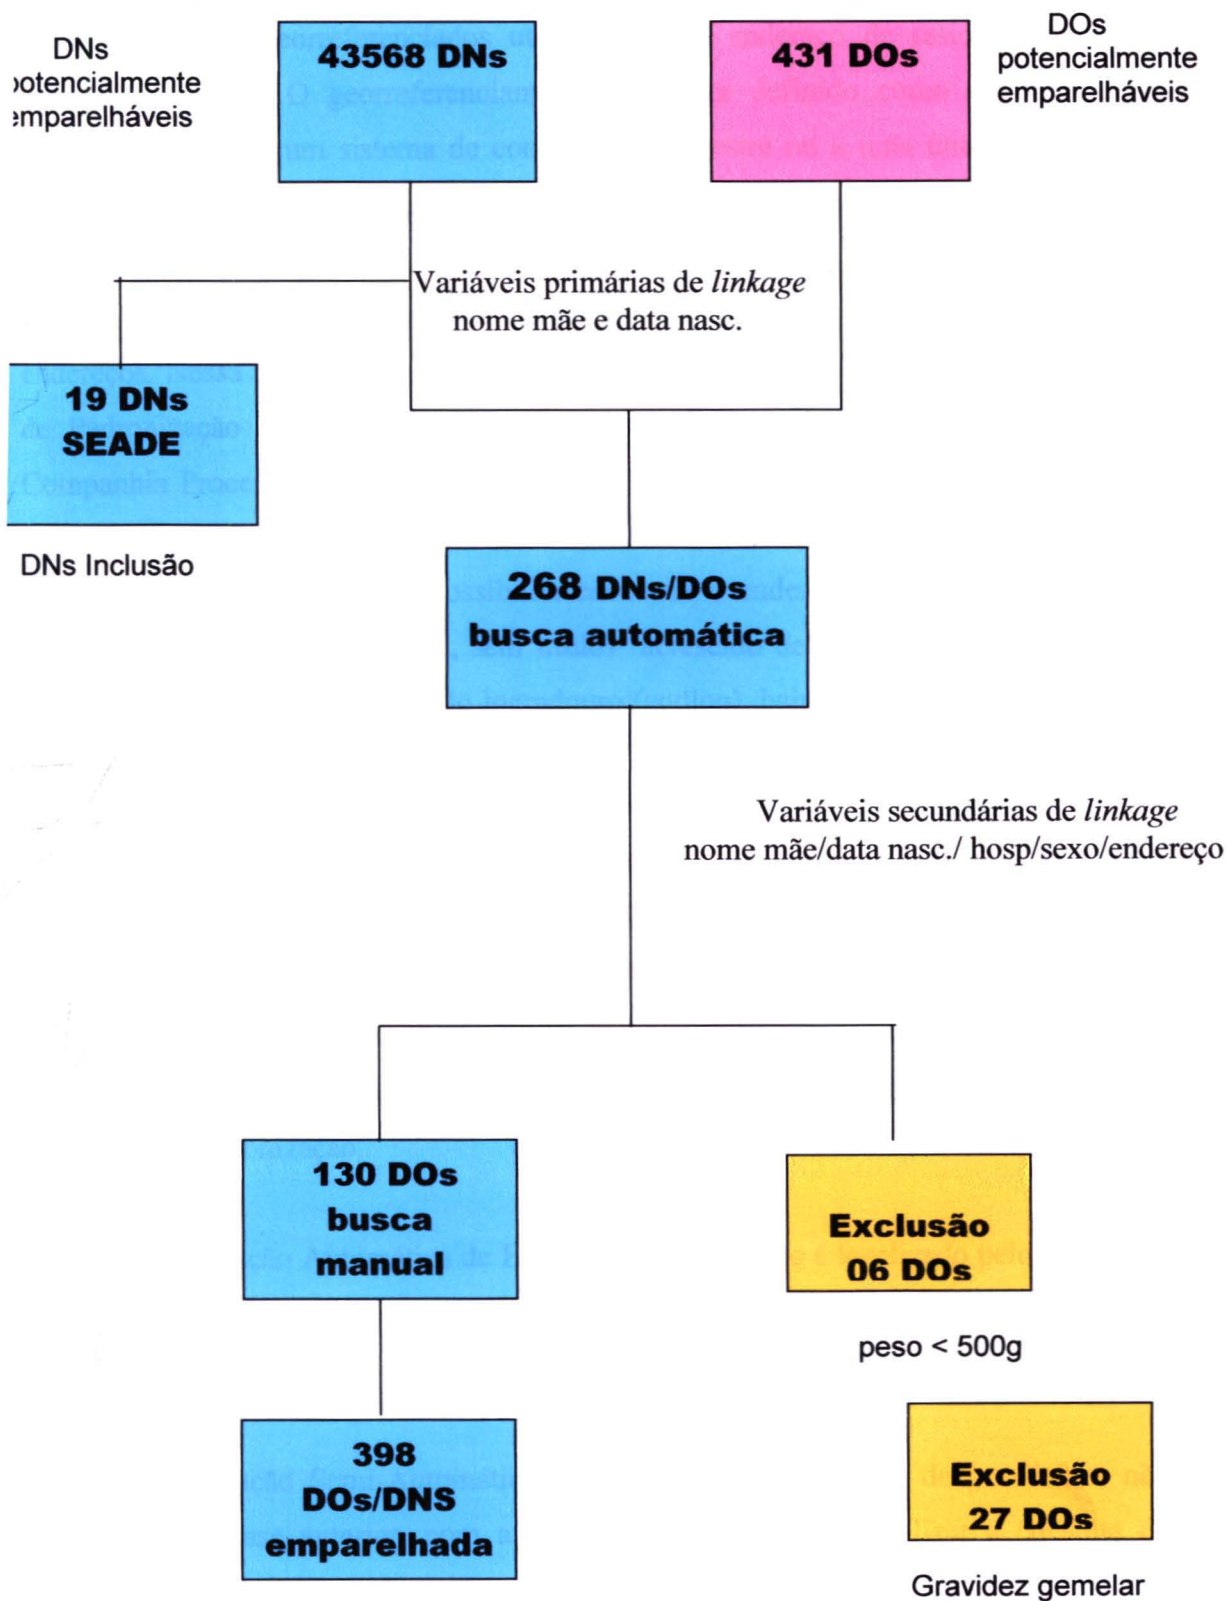 DNs
potencialmente
emparelháveis
43568 DNs
431 DOs
DOs
potencialmente
emparelháveis
Variáveis primárias de linkage
nome mãe e data nasc.
19 DNs
SEADE
DNs Inclusão
268 DNs/DOs
busca automática
Variáveis secundárias de linkage
nome mãe/data nasc./ hosp/sexo/endereço
130 DOs
busca
manual
Exclusão
06 DOs
peso < 500g
398
DOs/DNS
emparelhada
Exclusão
27 DOs
Gravidez gemelar